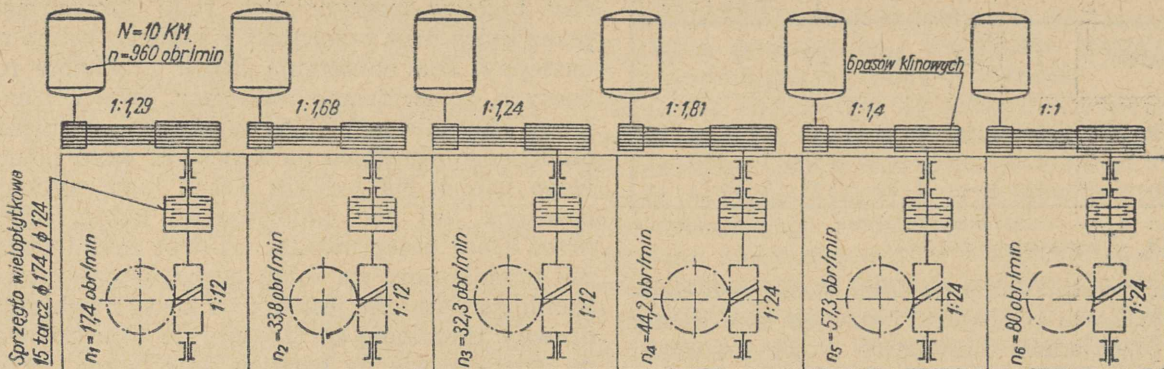 N=10 KM
n=960 obr/min
6 pasów klinowych
1:1,29
1:1,68
1:1,24
1:1,81
1:1,4
1:1
Sprzęgło wielopłytkowe
15 tarcz ϕ 174 / ϕ 124
n₁=17,4 obr/min
1:12
n₂=33,8 obr/min
1:12
n₃=32,3 obr/min
1:12
n₄=44,2 obr/min
1:24
n₅=57,3 obr/min
1:24
n₆=80 obr/min
1:24